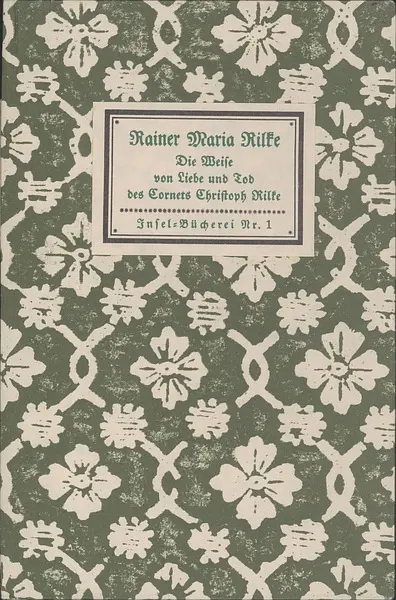 Rainer Maria Rilke
Die Weise
von Liebe und Tod
des Cornets Christoph Rilke
Insel-Bücherei Nr. 1